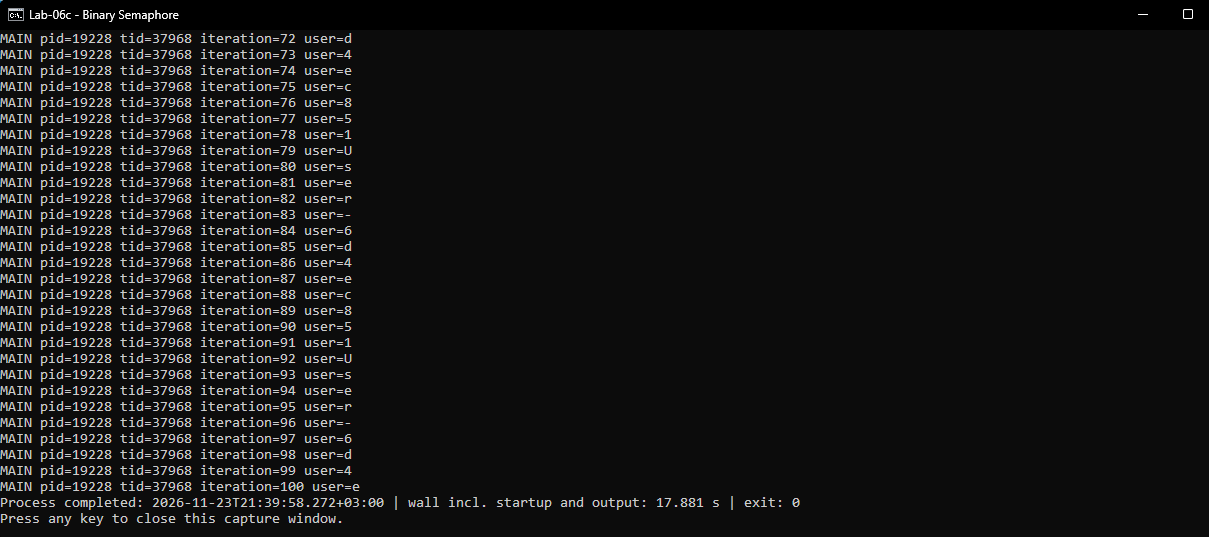 Lab-06c - Binary Semaphore
MAIN pid=19228 tid=37968 iteration=72 user=d
MAIN pid=19228 tid=37968 iteration=73 user=4
MAIN pid=19228 tid=37968 iteration=74 user=e
MAIN pid=19228 tid=37968 iteration=75 user=c
MAIN pid=19228 tid=37968 iteration=76 user=8
MAIN pid=19228 tid=37968 iteration=77 user=5
MAIN pid=19228 tid=37968 iteration=78 user=1
MAIN pid=19228 tid=37968 iteration=79 user=U
MAIN pid=19228 tid=37968 iteration=80 user=s
MAIN pid=19228 tid=37968 iteration=81 user=e
MAIN pid=19228 tid=37968 iteration=82 user=r
MAIN pid=19228 tid=37968 iteration=83 user=-
MAIN pid=19228 tid=37968 iteration=84 user=6
MAIN pid=19228 tid=37968 iteration=85 user=d
MAIN pid=19228 tid=37968 iteration=86 user=4
MAIN pid=19228 tid=37968 iteration=87 user=e
MAIN pid=19228 tid=37968 iteration=88 user=c
MAIN pid=19228 tid=37968 iteration=89 user=8
MAIN pid=19228 tid=37968 iteration=90 user=5
MAIN pid=19228 tid=37968 iteration=91 user=1
MAIN pid=19228 tid=37968 iteration=92 user=U
MAIN pid=19228 tid=37968 iteration=93 user=s
MAIN pid=19228 tid=37968 iteration=94 user=e
MAIN pid=19228 tid=37968 iteration=95 user=r
MAIN pid=19228 tid=37968 iteration=96 user=-
MAIN pid=19228 tid=37968 iteration=97 user=6
MAIN pid=19228 tid=37968 iteration=98 user=d
MAIN pid=19228 tid=37968 iteration=99 user=4
MAIN pid=19228 tid=37968 iteration=100 user=e
Process completed: 2026-11-23T21:39:58.272+03:00 | wall incl. startup and output: 17.881 s | exit: 0
Press any key to close this capture window.